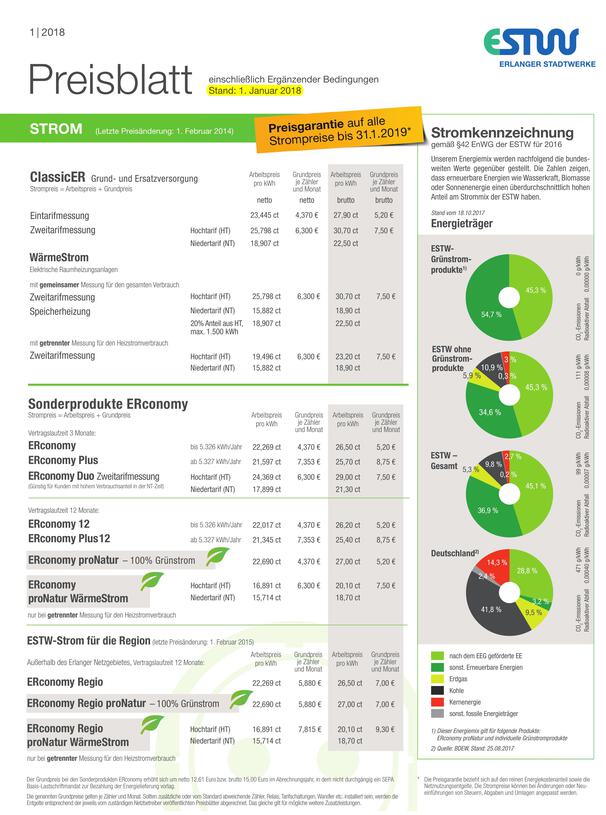 1 | 2018
ESTW
ERLANGER STADTWERKE
Preisblatt einschließlich Ergänzender Bedingungen
Stand: 1. Januar 2018
STROM (Letzte Preisänderung: 1. Februar 2014)
Preisgarantie auf alle
Strompreise bis 31.1.2019*
ClassicER Grund- und Ersatzversorgung
Strompreis = Arbeitspreis + Grundpreis
Arbeitspreis pro kWh Grundpreis je Zähler und Monat Arbeitspreis pro kWh Grundpreis je Zähler und Monat
netto netto brutto brutto
Eintarifmessung 23,445 ct 4,370 € 27,90 ct 5,20 €
Zweitarifmessung Hochtarif (HT) 25,798 ct 6,300 € 30,70 ct 7,50 €
Niedertarif (NT) 18,907 ct 22,50 ct
WärmeStrom
Elektrische Raumheizungsanlagen
mit gemeinsamer Messung für den gesamten Verbrauch
Zweitarifmessung Hochtarif (HT) 25,798 ct 6,300 € 30,70 ct 7,50 €
Speicherheizung Niedertarif (NT) 15,882 ct 18,90 ct
20% Anteil aus HT, 18,907 ct 22,50 ct
max. 1.500 kWh
mit getrennter Messung für den Heizstromverbrauch
Zweitarifmessung Hochtarif (HT) 19,496 ct 6,300 € 23,20 ct 7,50 €
Niedertarif (NT) 15,882 ct 18,90 ct
Sonderprodukte ERconomy
Strompreis = Arbeitspreis + Grundpreis
Arbeitspreis pro kWh Grundpreis je Zähler und Monat Arbeitspreis pro kWh Grundpreis je Zähler und Monat
Vertragslaufzeit 3 Monate:
ERconomy bis 5.326 kWh/Jahr 22,269 ct 4,370 € 26,50 ct 5,20 €
ERconomy Plus ab 5.327 kWh/Jahr 21,597 ct 7,353 € 25,70 ct 8,75 €
ERconomy Duo Zweitarifmessung Hochtarif (HT) 24,369 ct 6,300 € 29,00 ct 7,50 €
(Günstig für Kunden mit hohem Verbrauchsanteil in der NT-Zeit) Niedertarif (NT) 17,899 ct 21,30 ct
Vertragslaufzeit 12 Monate:
ERconomy 12 bis 5.326 kWh/Jahr 22,017 ct 4,370 € 26,20 ct 5,20 €
ERconomy Plus12 ab 5.327 kWh/Jahr 21,345 ct 7,353 € 25,40 ct 8,75 €
ERconomy proNatur – 100% Grünstrom 22,690 ct 4,370 € 27,00 ct 5,20 €
ERconomy Hochtarif (HT) 16,891 ct 6,300 € 20,10 ct 7,50 €
proNatur WärmeStrom Niedertarif (NT) 15,714 ct 18,70 ct
nur bei getrennter Messung für den Heizstromverbrauch
ESTW-Strom für die Region (letzte Preisänderung: 1. Februar 2015)
Außerhalb des Erlanger Netzgebietes, Vertragslaufzeit 12 Monate:
Arbeitspreis pro kWh Grundpreis je Zähler und Monat Arbeitspreis pro kWh Grundpreis je Zähler und Monat
ERconomy Regio 22,269 ct 5,880 € 26,50 ct 7,00 €
ERconomy Regio proNatur – 100% Grünstrom 22,690 ct 5,880 € 27,00 ct 7,00 €
ERconomy Regio Hochtarif (HT) 16,891 ct 7,815 € 20,10 ct 9,30 €
proNatur WärmeStrom Niedertarif (NT) 15,714 ct 18,70 ct
nur bei getrennter Messung für den Heizstromverbrauch
Der Grundpreis bei den Sonderprodukten ERconomy erhöht sich um netto 12,61 Euro bzw. brutto 15,00 Euro im Abrechnungsjahr, in dem nicht durchgängig ein SEPA
Basis-Lastschriftmandat zur Bezahlung der Energielieferung vorlag.
Die genannten Grundpreise gelten je Zähler und Monat. Sollten zusätzliche oder vom Standard abweichende Zähler, Relais, Tarifschaltungen, Wandler etc. installiert sein, werden die
Entgelte entsprechend der jeweils vom zuständigen Netzbetreiber veröffentlichten Preisblätter abgerechnet. Das gleiche gilt für mögliche weitere Zusatzleistungen.
Stromkennzeichnung
gemäß §42 EnWG der ESTW für 2016
Unserem Energiemix werden nachfolgend die bundes-
weiten Werte gegenüber gestellt. Die Zahlen zeigen,
dass erneuerbare Energien wie Wasserkraft, Biomasse
oder Sonnenenergie einen überdurchschnittlich hohen
Anteil am Strommix der ESTW haben.
Stand vom 18.10.2017
Energieträger
ESTW-
Grünstrom-
produkte¹⁾
45,3 %
54,7 %
CO₂-Emissionen 0 g/kWh
Radioaktiver Abfall 0,00000 g/kWh
ESTW ohne
Grünstrom-
produkte
3 %
10,9 %
0,3 %
5,9 %
45,3 %
34,6 %
CO₂-Emissionen 111 g/kWh
Radioaktiver Abfall 0,00008 g/kWh
ESTW –
Gesamt
2,7 %
9,8 %
0,2 %
5,3 %
45,1 %
36,9 %
CO₂-Emissionen 99 g/kWh
Radioaktiver Abfall 0,00007 g/kWh
Deutschland²⁾
14,3 %
28,8 %
2,4 %
3,2 %
9,5 %
41,8 %
CO₂-Emissionen 471 g/kWh
Radioaktiver Abfall 0,00040 g/kWh
nach dem EEG geförderte EE
sonst. Erneuerbare Energien
Erdgas
Kohle
Kernenergie
sonst. fossile Energieträger
1) Dieser Energiemix gilt für folgende Produkte:
ERconomy proNatur und individuelle Grünstromprodukte
2) Quelle: BDEW, Stand: 25.08.2017
* Die Preisgarantie bezieht sich auf den reinen Energiekostenanteil sowie die
Netznutzungsentgelte. Die Strompreise können bei Änderungen oder Neu-
einführungen von Steuern, Abgaben und Umlagen angepasst werden.